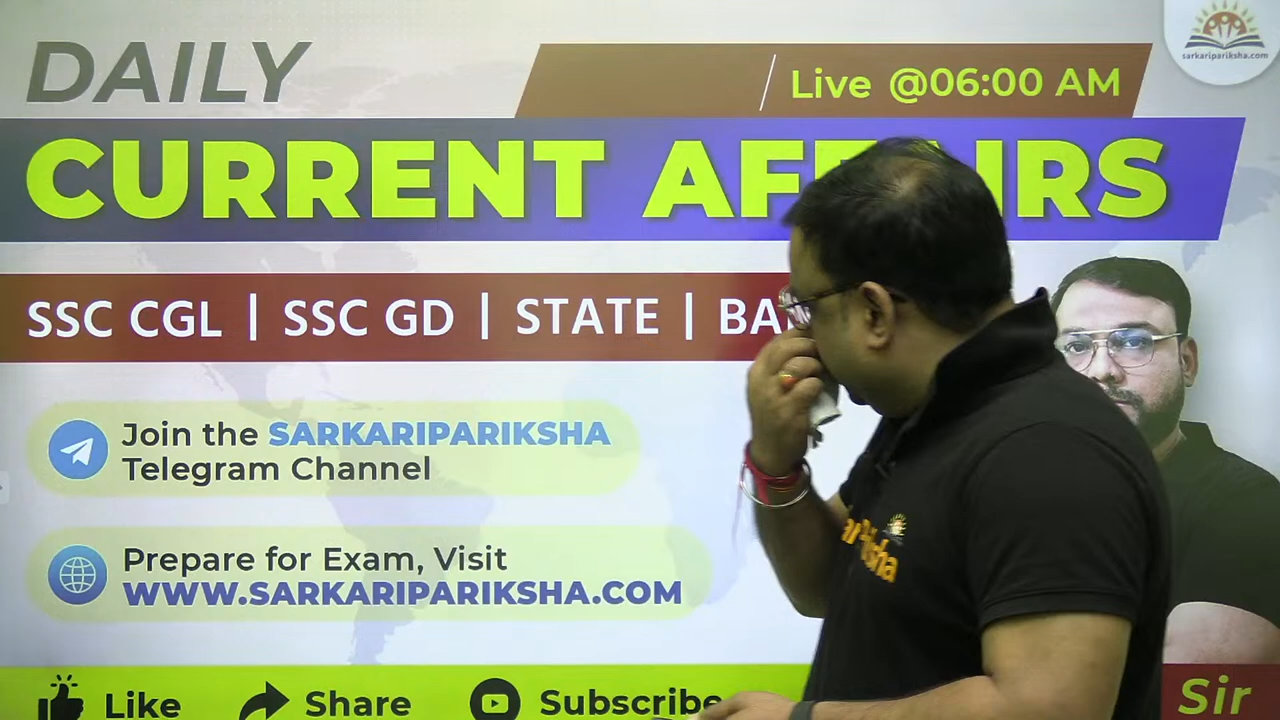 DAILY
Live @06:00 AM
sarkaripariksha.com
CURRENT AFFAIRS
SSC CGL | SSC GD | STATE |
Join the SARKARIPARIKSHA
Telegram Channel
Prepare for Exam, Visit
WWW.SARKARIPARIKSHA.COM
Like
Share
Subscribe
Sir